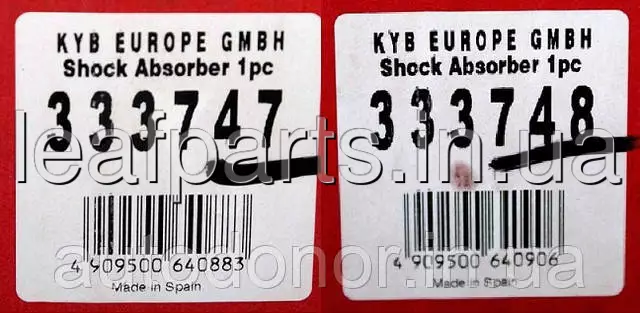 KYB EUROPE GMBH
Shock Absorber 1pc
333747
4 909500 640883
Made in Spain
KYB EUROPE GMBH
Shock Absorber 1pc
333748
4 909500 640906
Made in Spain
leafparts.in.ua
autodonor.in.ua